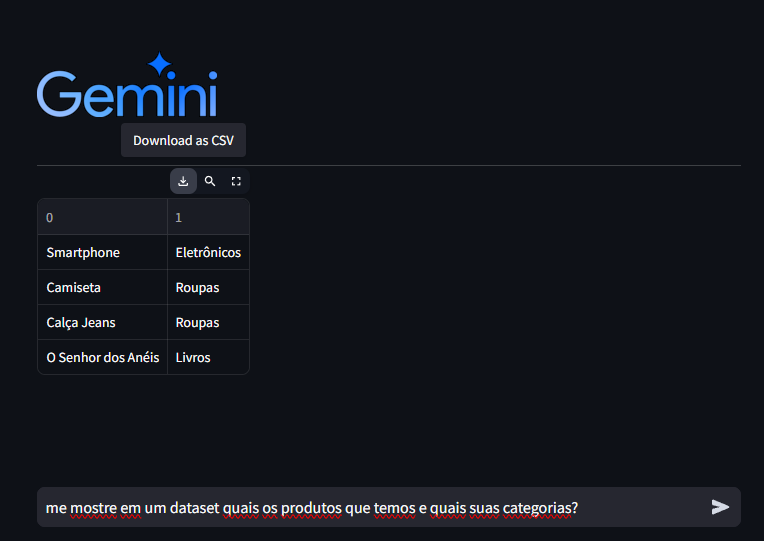 Gemini
Download as CSV
0 1
Smartphone Eletrônicos
Camiseta Roupas
Calça Jeans Roupas
O Senhor dos Anéis Livros
me mostre em um dataset quais os produtos que temos e quais suas categorias?